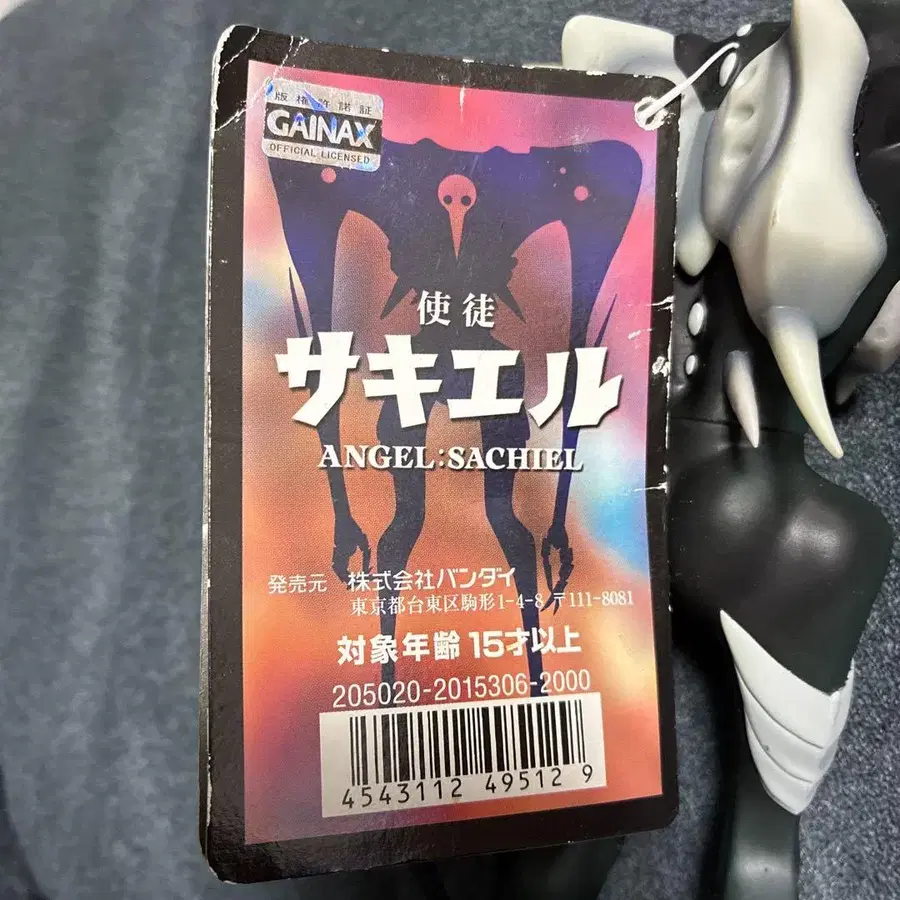 版権許諾証
GAINAX
OFFICIAL LICENSED
使徒
サキエル
ANGEL:SACHIEL
発売元 株式会社バンダイ
東京都台東区駒形1-4-8 〒111-8081
対象年齢 15才以上
205020-2015306-2000
4543112 495129